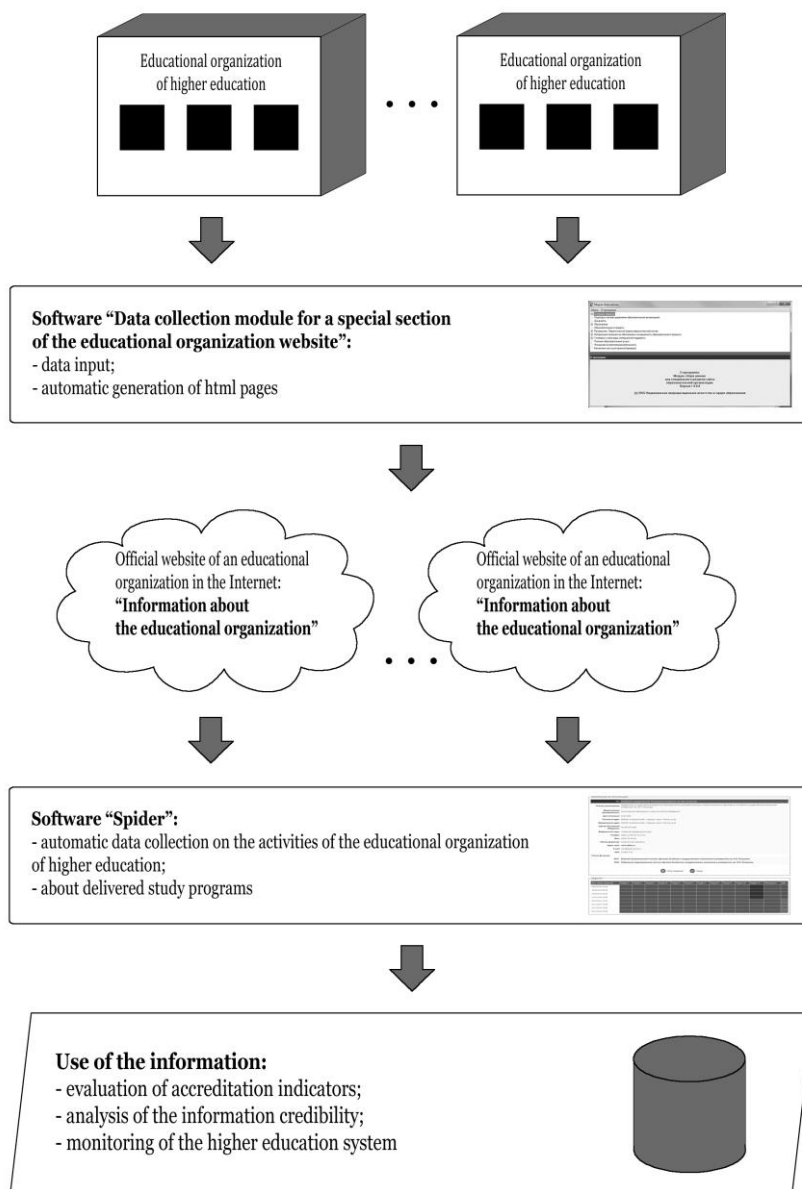 Educational organization
of higher education
Educational organization
of higher education
Software “Data collection module for a special section
of the educational organization website”:
- data input;
- automatic generation of html pages
Official website of an educational
organization in the Internet:
“Information about
the educational organization”
Official website of an educational
organization in the Internet:
“Information about
the educational organization”
Software “Spider”:
- automatic data collection on the activities of the educational organization
of higher education;
- about delivered study programs
Use of the information:
- evaluation of accreditation indicators;
- analysis of the information credibility;
- monitoring of the higher education system